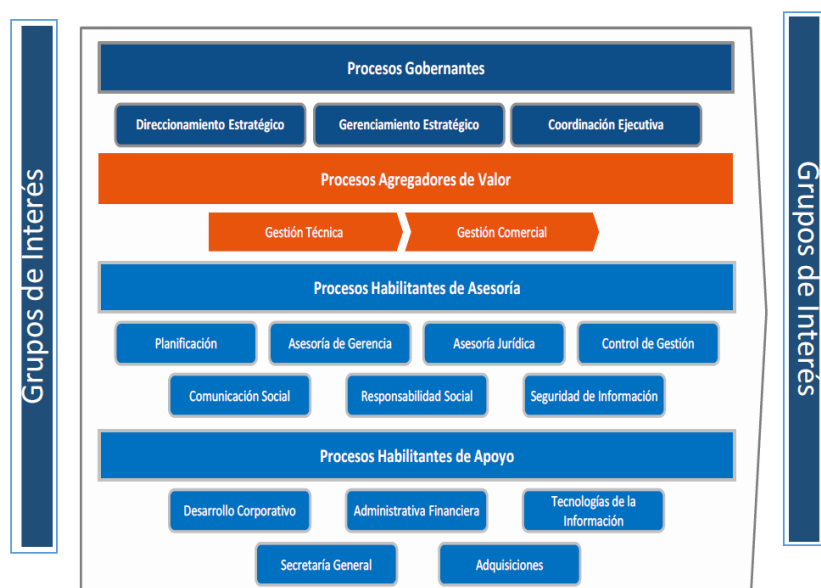 Grupos de Interés
Procesos Gobernantes
Direccionamiento Estratégico
Gerenciamiento Estratégico
Coordinación Ejecutiva
Procesos Agregadores de Valor
Gestión Técnica
Gestión Comercial
Procesos Habilitantes de Asesoría
Planificación
Asesoría de Gerencia
Asesoría Jurídica
Control de Gestión
Comunicación Social
Responsabilidad Social
Seguridad de Información
Procesos Habilitantes de Apoyo
Desarrollo Corporativo
Administrativa Financiera
Tecnologías de la
Información
Secretaría General
Adquisiciones
Grupos de Interés